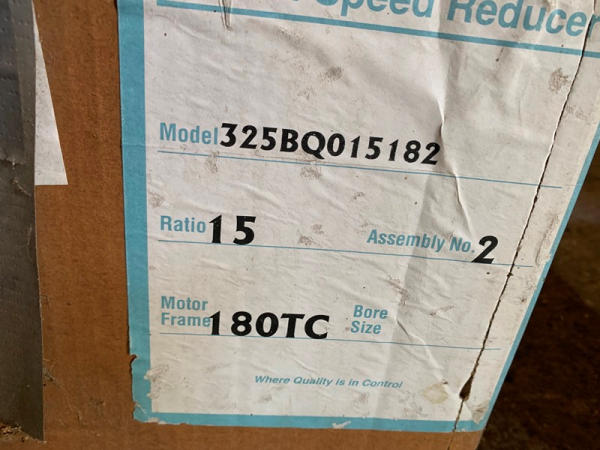 Speed Reducer
Model 325BQ015182
Ratio 15 Assembly No. 2
Motor Frame 180TC Bore Size
Where Quality is in Control